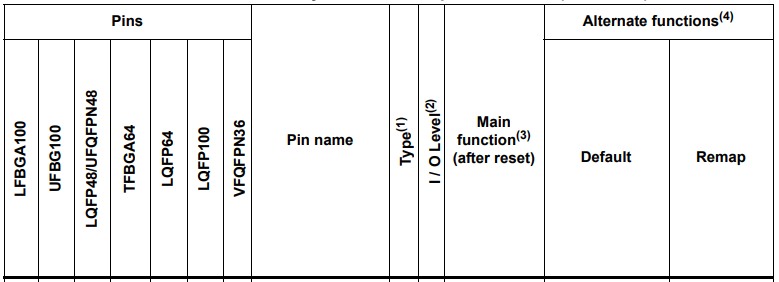 Pins
Alternate functions(4)
LFBGA100
UFBG100
LQFP48/UFQFPN48
TFBGA64
LQFP64
LQFP100
VFQFPN36
Pin name
Type(1)
I / O Level(2)
Main
function(3)
(after reset)
Default
Remap